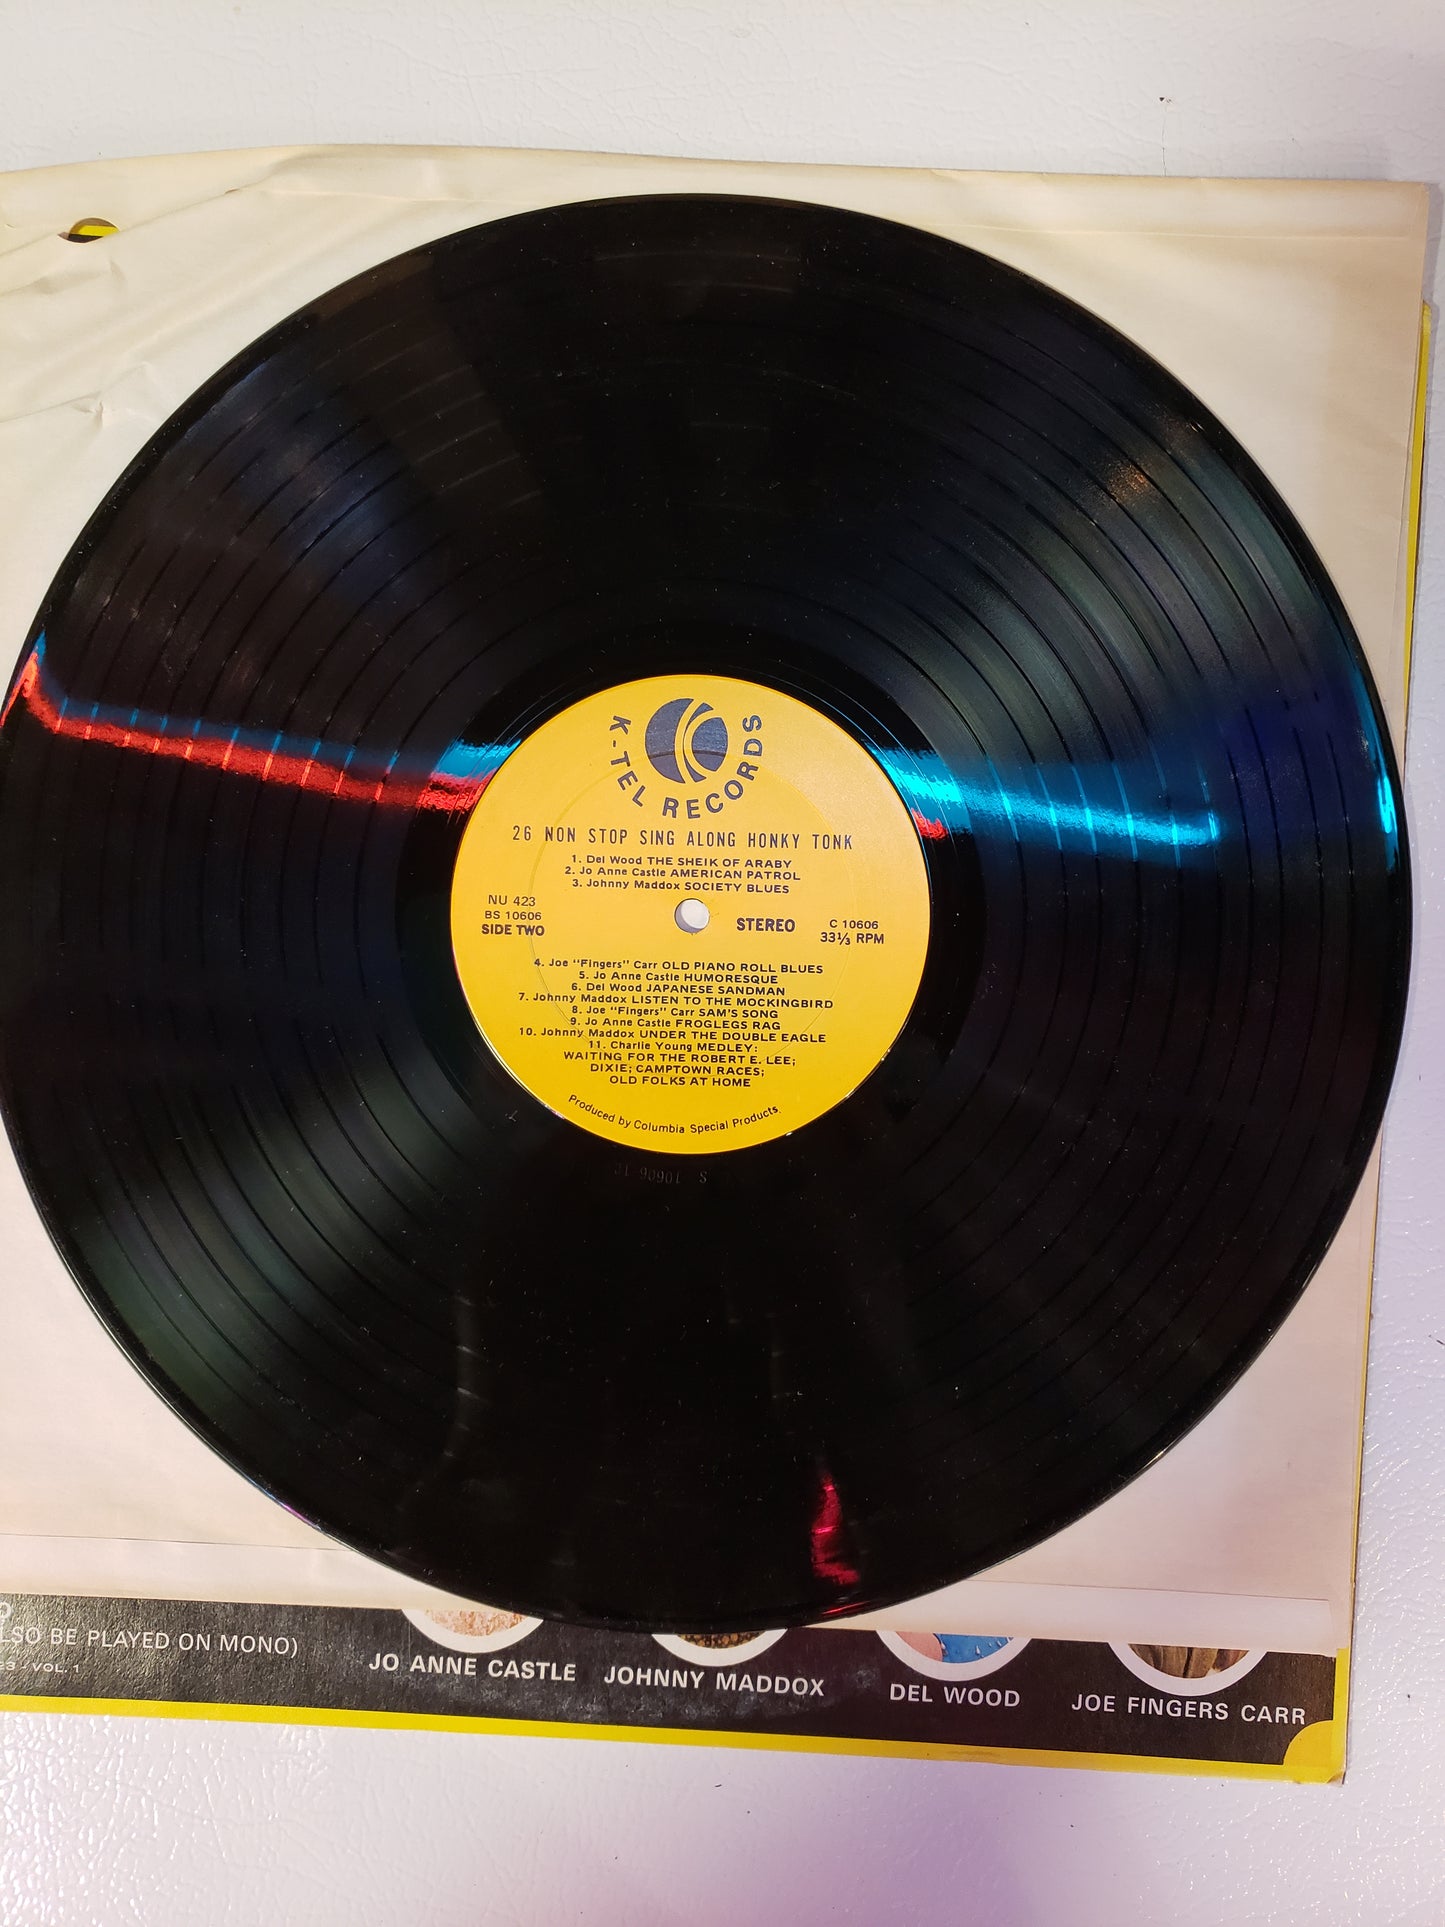 K-TEL RECORDS
26 NON STOP SING ALONG HONKY TONK
1. Del Wood THE SHEIK OF ARABY
2. Jo Anne Castle AMERICAN PATROL
3. Johnny Maddox SOCIETY BLUES
NU 423
BS 10606
SIDE TWO
STEREO
C 10606
33⅓ RPM
4. Joe "Fingers" Carr OLD PIANO ROLL BLUES
5. Jo Anne Castle HUMORESQUE
6. Del Wood JAPANESE SANDMAN
7. Johnny Maddox LISTEN TO THE MOCKINGBIRD
8. Joe "Fingers" Carr SAM'S SONG
9. Jo Anne Castle FROGLEGS RAG
10. Johnny Maddox UNDER THE DOUBLE EAGLE
11. Charlie Young MEDLEY:
WAITING FOR THE ROBERT E. LEE;
DIXIE; CAMPTOWN RACES;
OLD FOLKS AT HOME
Produced by Columbia Special Products.
BE PLAYED ON MONO)
VOL. 1
JO ANNE CASTLE
JOHNNY MADDOX
DEL WOOD
JOE FINGERS CARR